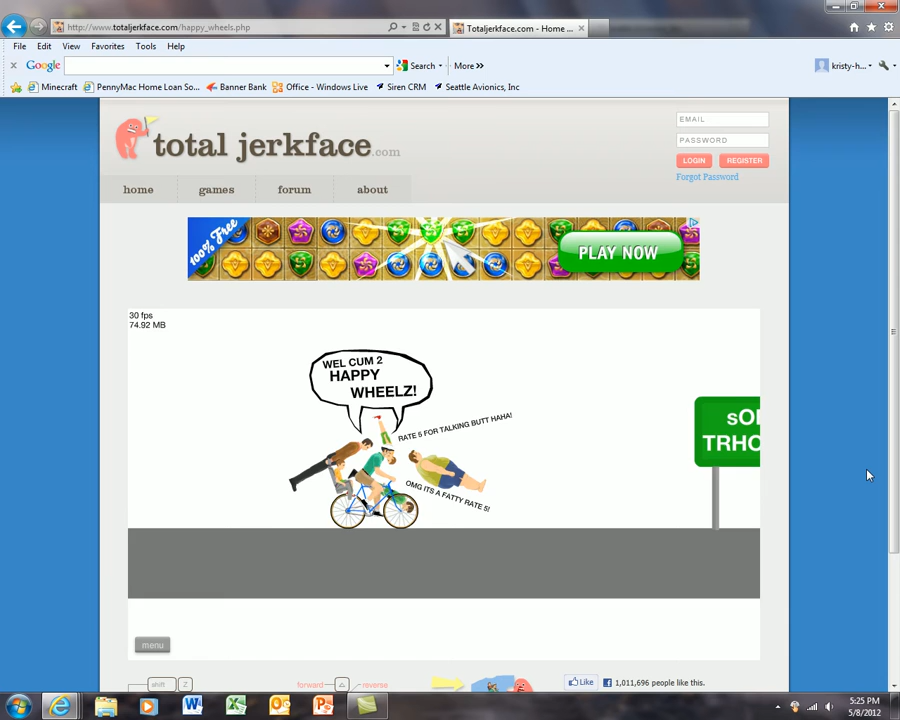 http://www.totaljerkface.com/happy_wheels.php
Totaljerkface.com - Home ...
File Edit View Favorites Tools Help
Google Search More »
kristy-h...
Minecraft PennyMac Home Loan So... Banner Bank Office - Windows Live Siren CRM Seattle Avionics, Inc
total jerkface.com
EMAIL
PASSWORD
LOGIN REGISTER
Forgot Password
home games forum about
100% Free
PLAY NOW
30 fps
74.92 MB
WEL CUM 2
HAPPY
WHEELZ!
RATE 5 FOR TALKING BUTT HAHA!
OMG ITS A FATTY RATE 5!
TRHO
menu
shift Z
forward reverse
Like 1,011,696 people like this.
5:25 PM
5/8/2012